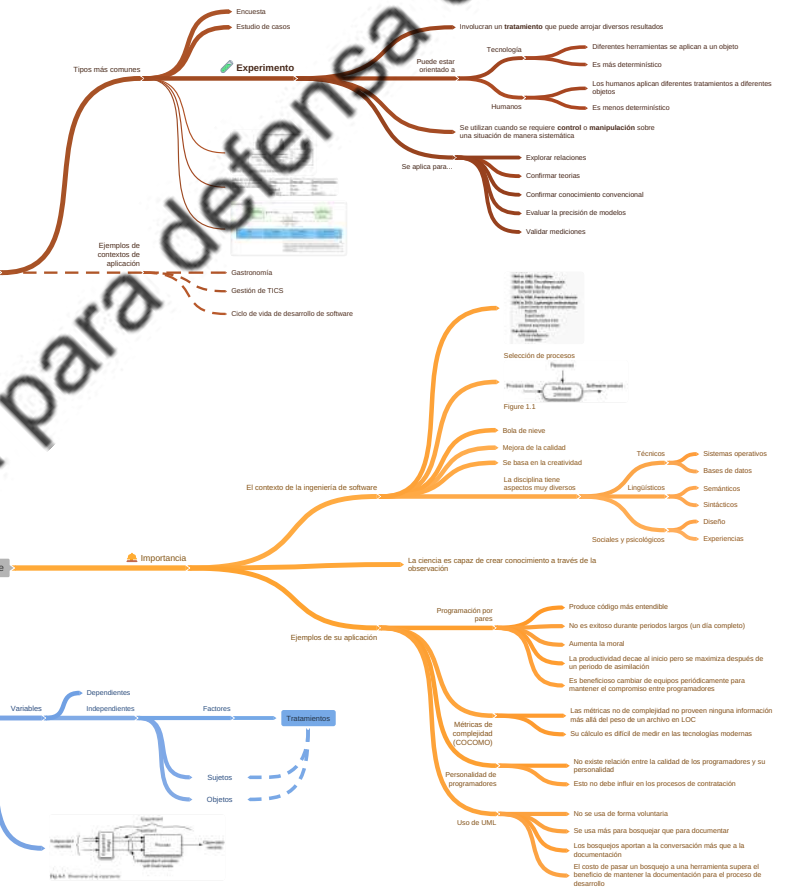 para defensa
Encuesta
Estudio de casos
Tipos más comunes
Experimento
Involucran un tratamiento que puede arrojar diversos resultados
Puede estar
orientado a
Tecnología
Diferentes herramientas se aplican a un objeto
Es más determinístico
Humanos
Los humanos aplican diferentes tratamientos a diferentes
objetos
Es menos determinístico
Se utilizan cuando se requiere control o manipulación sobre
una situación de manera sistemática
Se aplica para...
Explorar relaciones
Confirmar teorias
Confirmar conocimiento convencional
Evaluar la precisión de modelos
Validar mediciones
Ejemplos de
contextos de
aplicación
Gastronomía
Gestión de TICS
Ciclo de vida de desarrollo de software
El contexto de la ingeniería de software
Selección de procesos
Product idea
Software
process
Software product
Figure 1.1
Bola de nieve
Mejora de la calidad
Se basa en la creatividad
La disciplina tiene
aspectos muy diversos
Técnicos
Sistemas operativos
Bases de datos
Lingüísticos
Semánticos
Sintácticos
Sociales y psicológicos
Diseño
Experiencias
e
Importancia
La ciencia es capaz de crear conocimiento a través de la
observación
Ejemplos de su aplicación
Programación por
pares
Produce código más entendible
No es exitoso durante periodos largos (un día completo)
Aumenta la moral
La productividad decae al inicio pero se maximiza después de
un periodo de asimilación
Es beneficioso cambiar de equipos periódicamente para
mantener el compromiso entre programadores
Métricas de
complejidad
(COCOMO)
Las métricas no de complejidad no proveen ninguna información
más allá del peso de un archivo en LOC
Su cálculo es difícil de medir en las tecnologías modernas
Personalidad de
programadores
No existe relación entre la calidad de los programadores y su
personalidad
Esto no debe influir en los procesos de contratación
Uso de UML
No se usa de forma voluntaria
Se usa más para bosquejar que para documentar
Los bosquejos aportan a la conversación más que a la
documentación
El costo de pasar un bosquejo a una herramienta supera el
beneficio de mantener la documentación para el proceso de
desarrollo
Variables
Dependientes
Independientes
Factores
Tratamientos
Sujetos
Objetos